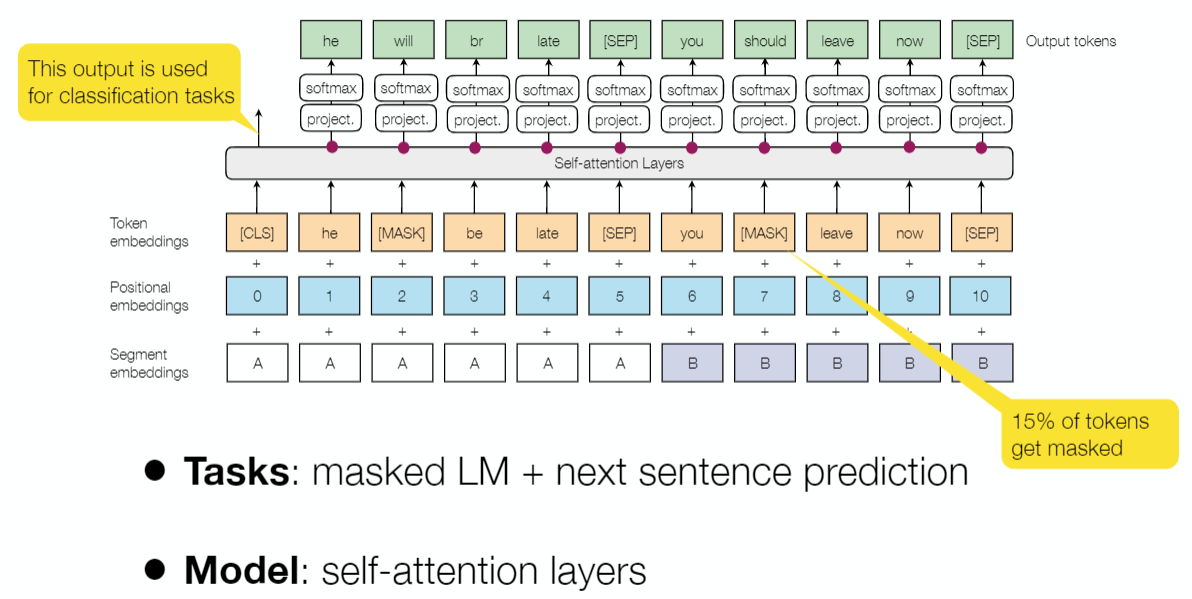 he will br late [SEP] you should leave now [SEP] Output tokens
This output is used
for classification tasks
softmax softmax softmax softmax softmax softmax softmax softmax softmax softmax
project. project. project. project. project. project. project. project. project. project.
Self-attention Layers
Token
embeddings
[CLS] he [MASK] be late [SEP] you [MASK] leave now [SEP]
+ + + + + + + + + + +
Positional
embeddings
0 1 2 3 4 5 6 7 8 9 10
+ + + + + + + + + + +
Segment
embeddings
A A A A A A B B B B B
15% of tokens
get masked
● Tasks: masked LM + next sentence prediction
● Model: self-attention layers